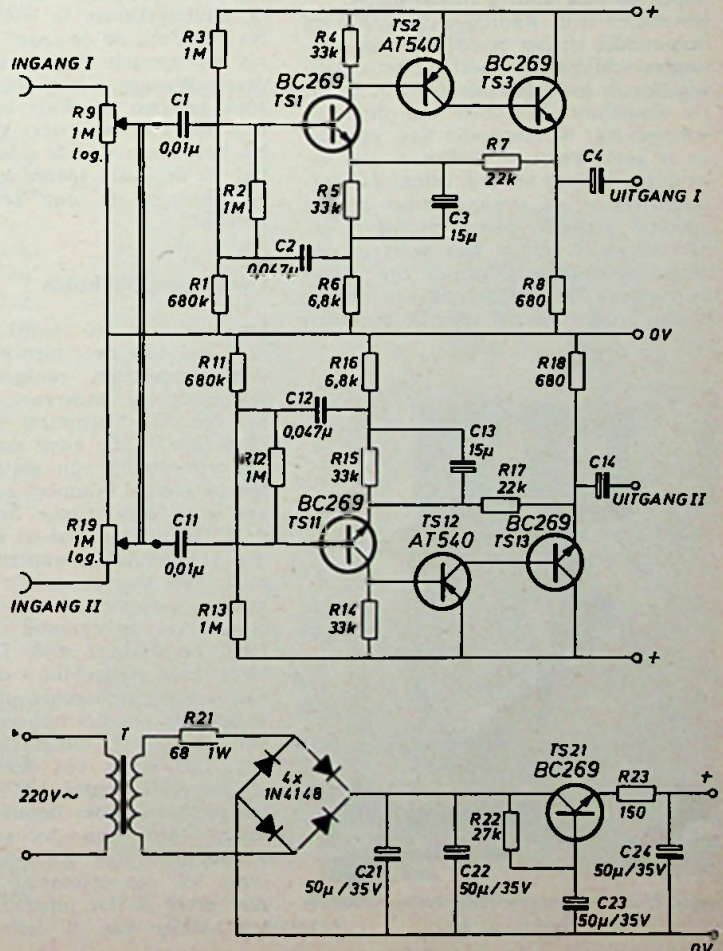 INGANG I
R9
1M
log.
C1
0,01µ
R3
1M
R4
33k
BC269
TS1
TS2
AT540
BC269
TS3
+
R2
1M
R5
33k
R7
22k
C3
15µ
C4
UITGANG I
C2
0,047µ
R1
680k
R6
6,8k
R8
680
0V
R11
680k
R16
6,8k
R18
680
C12
0,047µ
R12
1M
R15
33k
C13
15µ
R17
22k
C14
UITGANG II
R19
1M
log.
C11
0,01µ
BC269
TS11
TS12
AT540
BC269
TS13
INGANG II
R13
1M
R14
33k
+
T
R21
68 1W
220V~
4x
1N4148
TS21
BC269
R23
150
+
R22
27k
C21
50µ/35V
C22
50µ/35V
C23
50µ/35V
C24
50µ/35V
0V